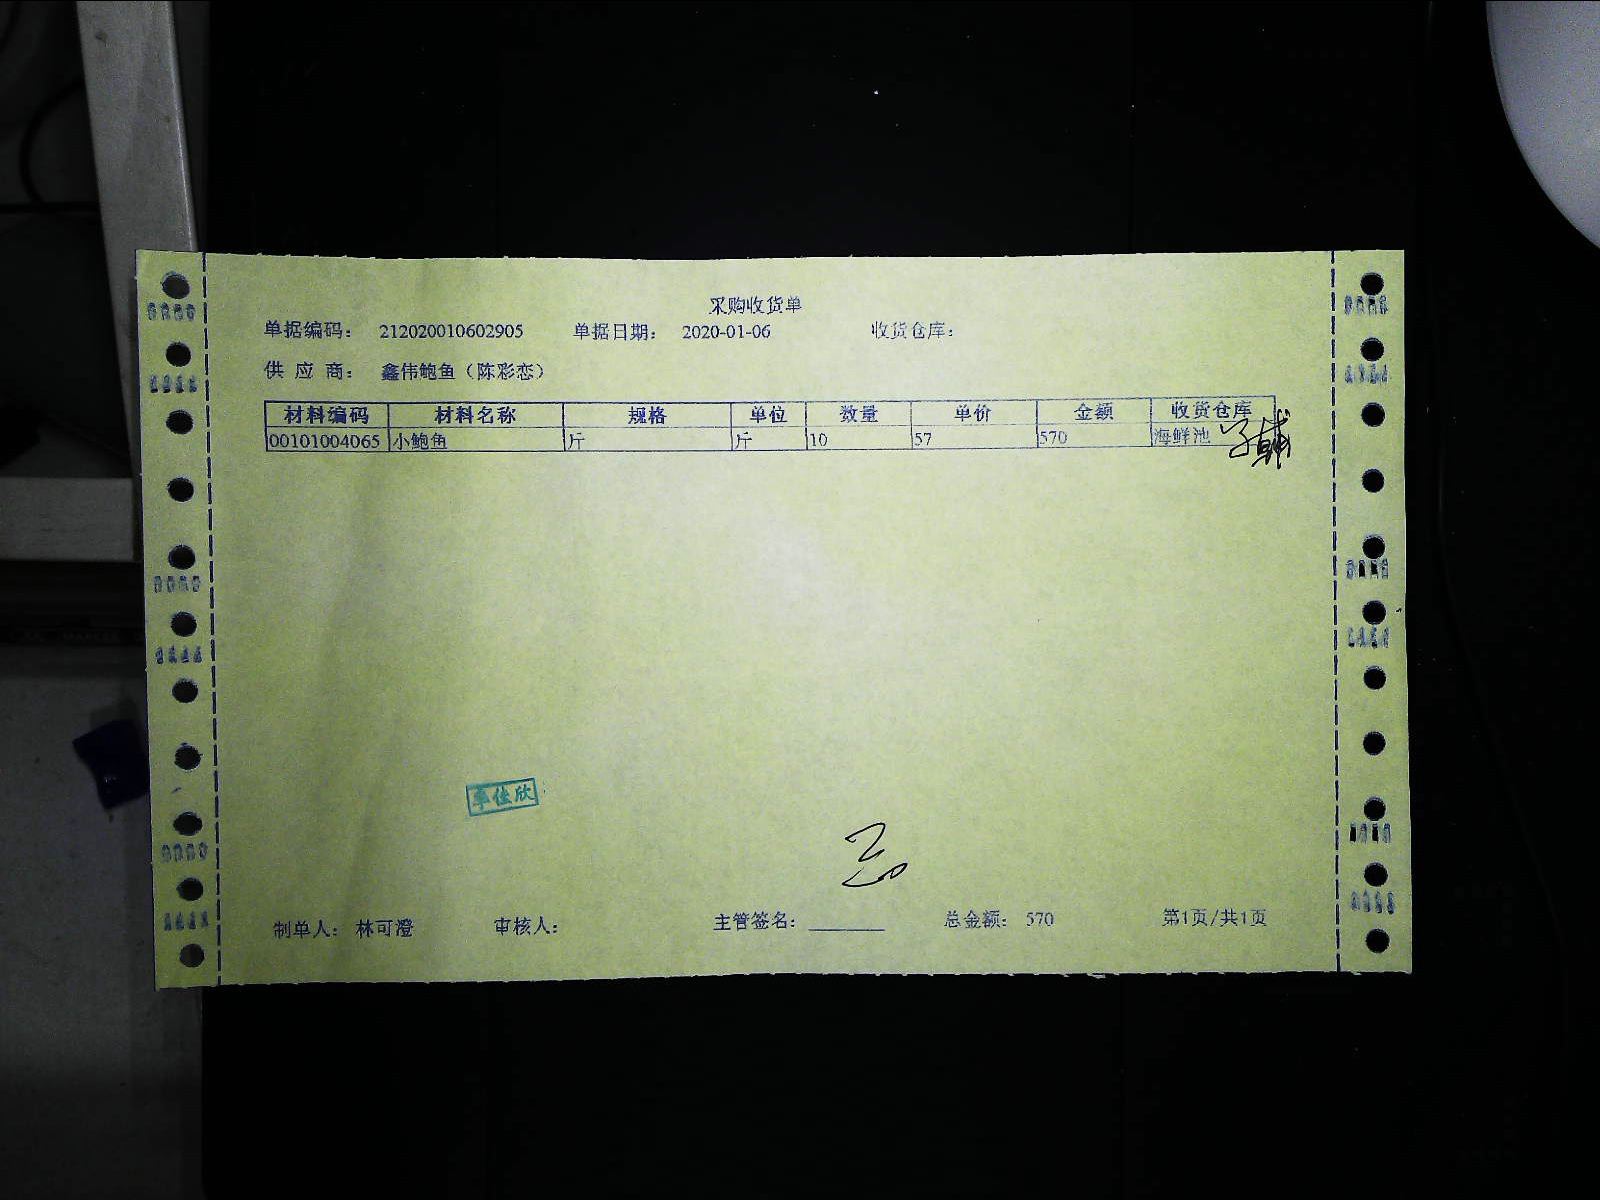 采购收货单
单据编码： 212020010602905 单据日期： 2020-01-06 收货仓库：
供 应 商： 鑫伟鲍鱼（陈彩恋）
材料编码 材料名称 规格 单位 数量 单价 金额 收货仓库
00101004065 小鲍鱼 斤 斤 10 57 570 海鲜池
佳欣
制单人： 林可澄 审核人： 主管签名： ________ 总金额： 570 第1页/共1页